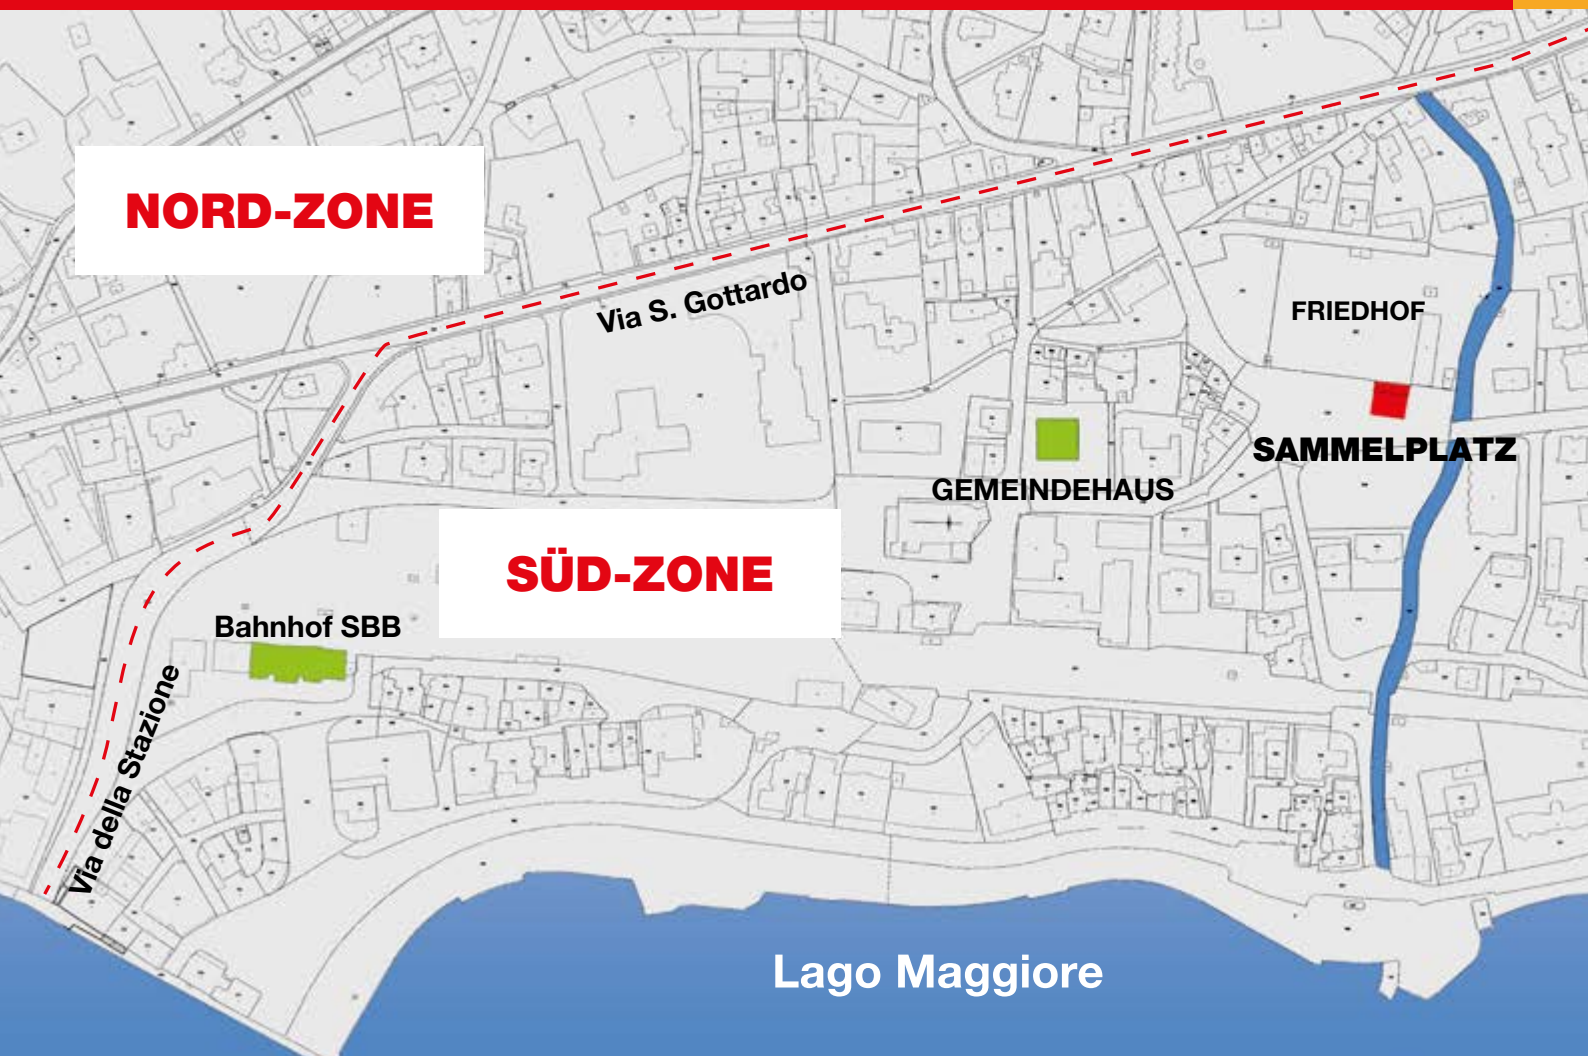 NORD-ZONE
Via S. Gottardo
FRIEDHOF
SAMMELPLATZ
GEMEINDEHAUS
SÜD-ZONE
Bahnhof SBB
Via della Stazione
Lago Maggiore